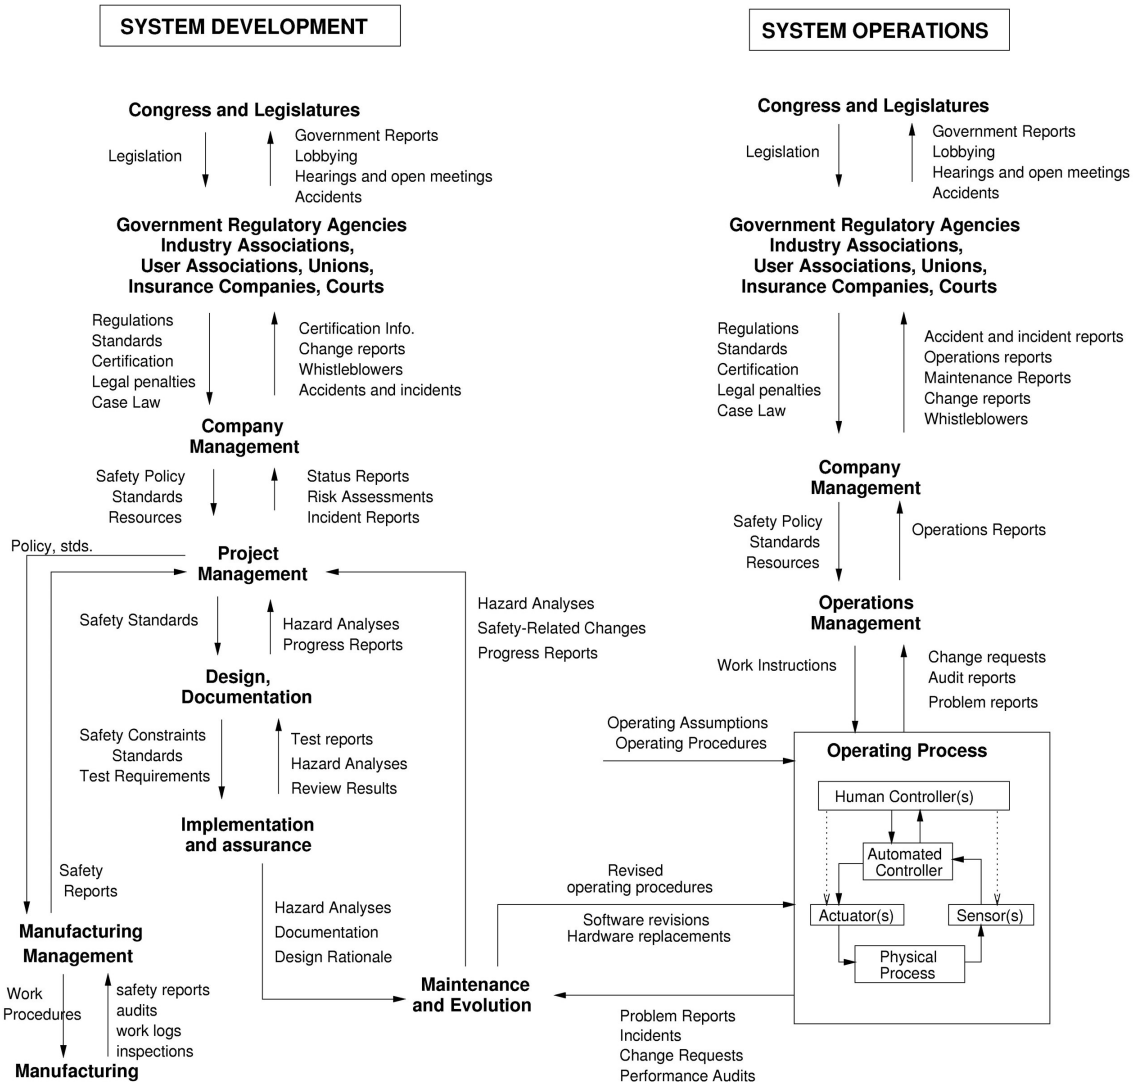 SYSTEM DEVELOPMENT
Congress and Legislatures
Legislation
Government Reports
Lobbying
Hearings and open meetings
Accidents
Government Regulatory Agencies
Industry Associations,
User Associations, Unions,
Insurance Companies, Courts
Regulations
Standards
Certification
Legal penalties
Case Law
Certification Info.
Change reports
Whistleblowers
Accidents and incidents
Company
Management
Safety Policy
Standards
Resources
Status Reports
Risk Assessments
Incident Reports
Policy, stds.
Project
Management
Safety Standards
Hazard Analyses
Progress Reports
Hazard Analyses
Safety-Related Changes
Progress Reports
Design,
Documentation
Safety Constraints
Standards
Test Requirements
Test reports
Hazard Analyses
Review Results
Implementation
and assurance
Safety
Reports
Hazard Analyses
Documentation
Design Rationale
Manufacturing
Management
Work
Procedures
safety reports
audits
work logs
inspections
Manufacturing
Maintenance
and Evolution
SYSTEM OPERATIONS
Congress and Legislatures
Legislation
Government Reports
Lobbying
Hearings and open meetings
Accidents
Government Regulatory Agencies
Industry Associations,
User Associations, Unions,
Insurance Companies, Courts
Regulations
Standards
Certification
Legal penalties
Case Law
Accident and incident reports
Operations reports
Maintenance Reports
Change reports
Whistleblowers
Company
Management
Safety Policy
Standards
Resources
Operations Reports
Operations
Management
Work Instructions
Change requests
Audit reports
Problem reports
Operating Assumptions
Operating Procedures
Operating Process
Human Controller(s)
Automated
Controller
Actuator(s)
Sensor(s)
Physical
Process
Revised
operating procedures
Software revisions
Hardware replacements
Problem Reports
Incidents
Change Requests
Performance Audits